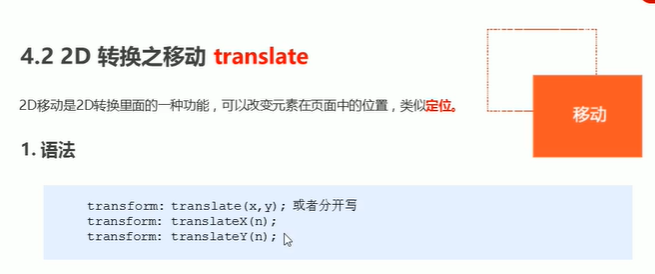 4.2 2D 转换之移动 translate
2D移动是2D转换里面的一种功能，可以改变元素在页面中的位置，类似定位。
移动
1. 语法
transform: translate(x,y); 或者分开写
transform: translateX(n);
transform: translateY(n);